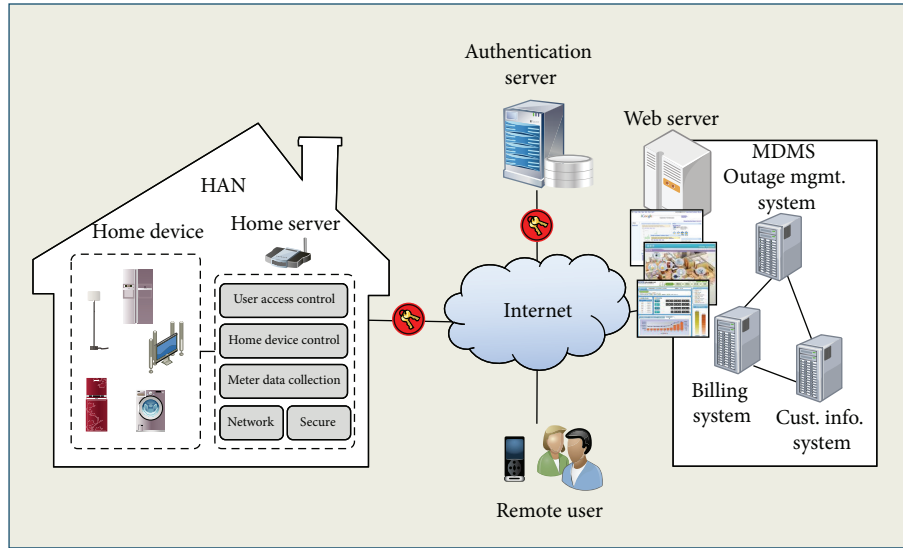 Authentication
server
Web server
MDMS
Outage mgmt.
system
HAN
Home device
Home server
User access control
Home device control
Meter data collection
Network
Secure
Internet
Billing
system
Cust. info.
system
Remote user